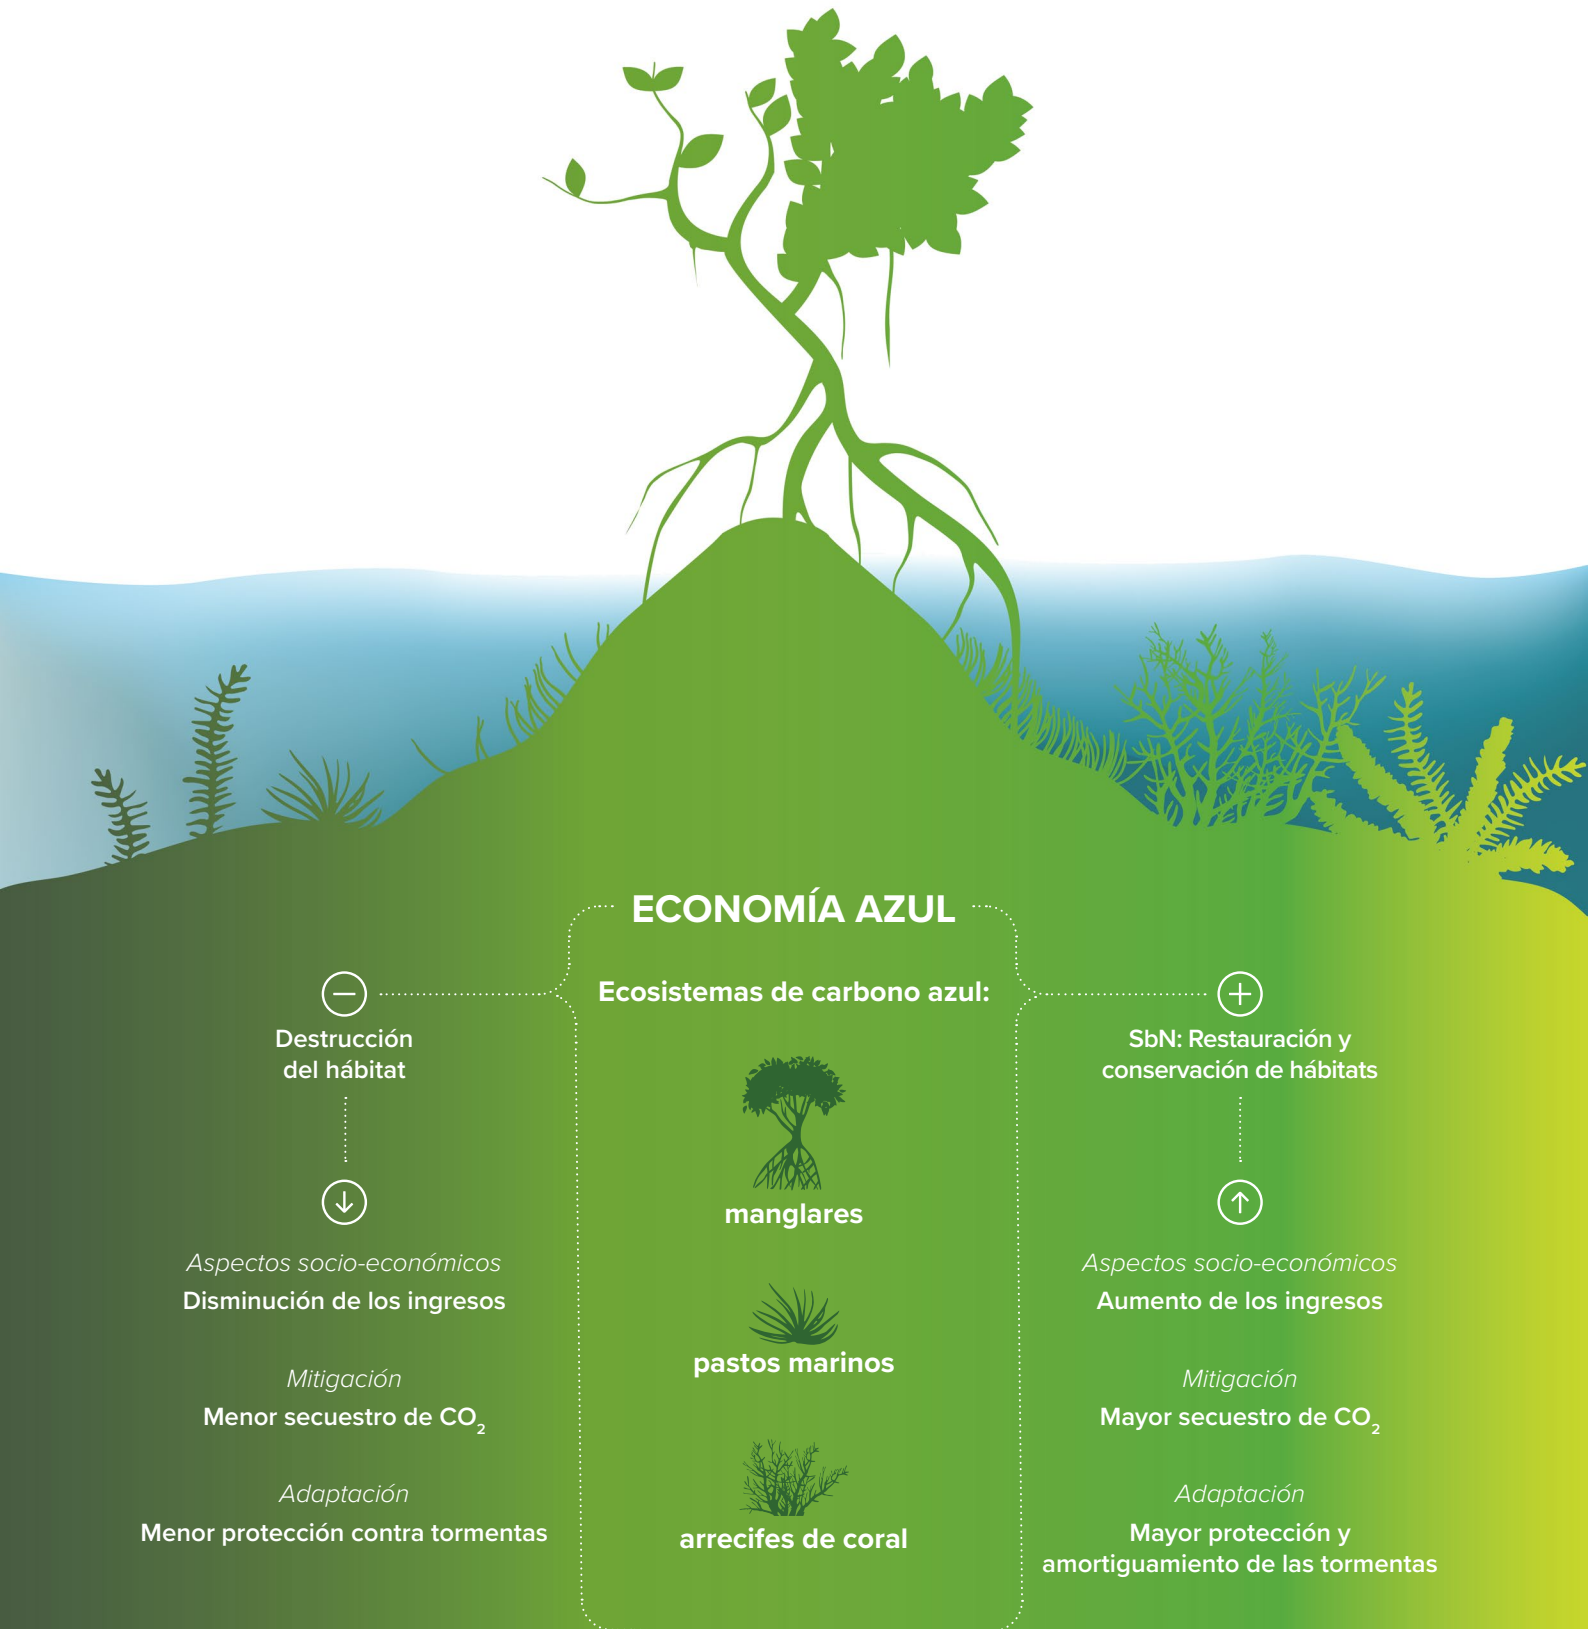 ECONOMÍA AZUL
Ecosistemas de carbono azul:
manglares
pastos marinos
arrecifes de coral
Destrucción
del hábitat
Aspectos socio-económicos
Disminución de los ingresos
Mitigación
Menor secuestro de CO₂
Adaptación
Menor protección contra tormentas
SbN: Restauración y
conservación de hábitats
Aspectos socio-económicos
Aumento de los ingresos
Mitigación
Mayor secuestro de CO₂
Adaptación
Mayor protección y
amortiguamiento de las tormentas